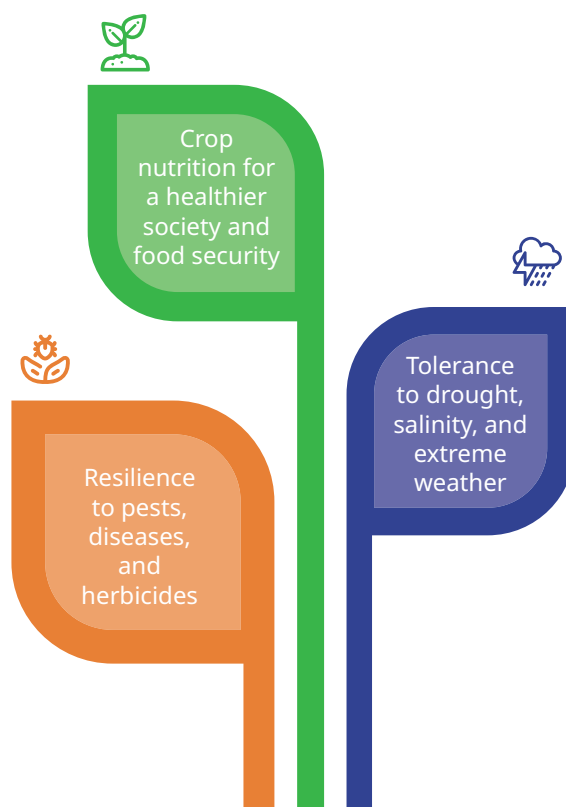 Crop
nutrition for
a healthier
society and
food security
Tolerance
to drought,
salinity, and
extreme
weather
Resilience
to pests,
diseases,
and
herbicides